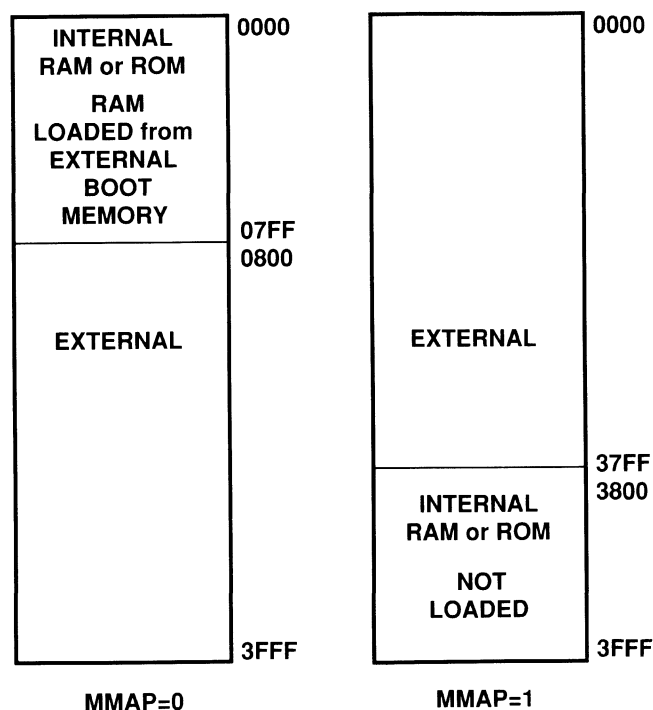 0000
INTERNAL
RAM or ROM
RAM
LOADED from
EXTERNAL
BOOT
MEMORY
07FF
0800
EXTERNAL
3FFF
MMAP=0
0000
EXTERNAL
37FF
3800
INTERNAL
RAM or ROM
NOT
LOADED
3FFF
MMAP=1